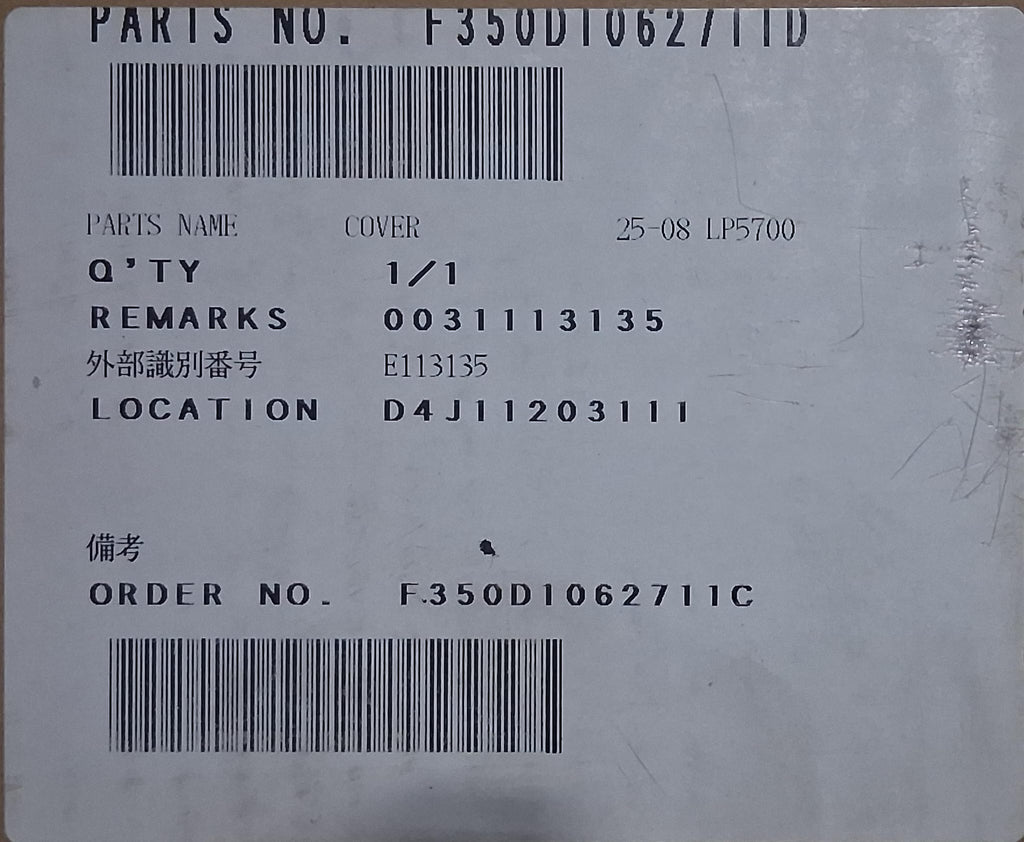 PARTS NO. F350D1062711D
PARTS NAME COVER 25-08 LP5700
Q'TY 1/1
REMARKS 0031113135
外部識別番号 E113135
LOCATION D4J11203111
備考
ORDER NO. F350D1062711C